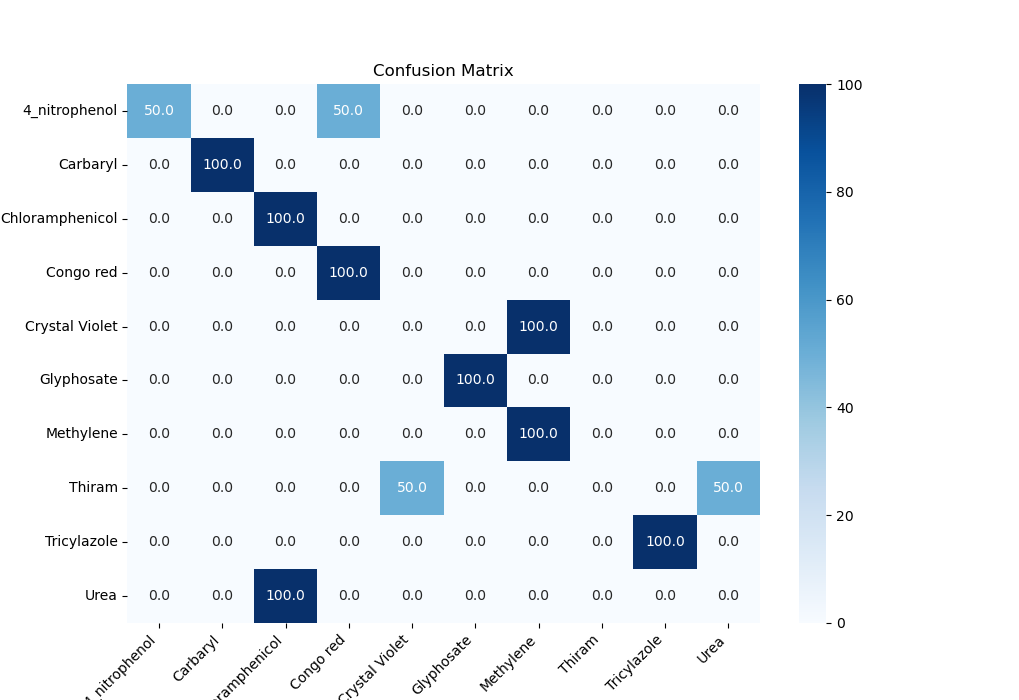 Confusion Matrix
4_nitrophenol 50.0 0.0 0.0 50.0 0.0 0.0 0.0 0.0 0.0 0.0
Carbaryl 0.0 100.0 0.0 0.0 0.0 0.0 0.0 0.0 0.0 0.0
Chloramphenicol 0.0 0.0 100.0 0.0 0.0 0.0 0.0 0.0 0.0 0.0
Congo red 0.0 0.0 0.0 100.0 0.0 0.0 0.0 0.0 0.0 0.0
Crystal Violet 0.0 0.0 0.0 0.0 0.0 0.0 100.0 0.0 0.0 0.0
Glyphosate 0.0 0.0 0.0 0.0 0.0 100.0 0.0 0.0 0.0 0.0
Methylene 0.0 0.0 0.0 0.0 0.0 0.0 100.0 0.0 0.0 0.0
Thiram 0.0 0.0 0.0 0.0 50.0 0.0 0.0 0.0 0.0 50.0
Tricylazole 0.0 0.0 0.0 0.0 0.0 0.0 0.0 0.0 100.0 0.0
Urea 0.0 0.0 100.0 0.0 0.0 0.0 0.0 0.0 0.0 0.0
4_nitrophenol Carbaryl ramphenicol Congo red Crystal Violet Glyphosate Methylene Thiram Tricylazole Urea
100
80
60
40
20
0